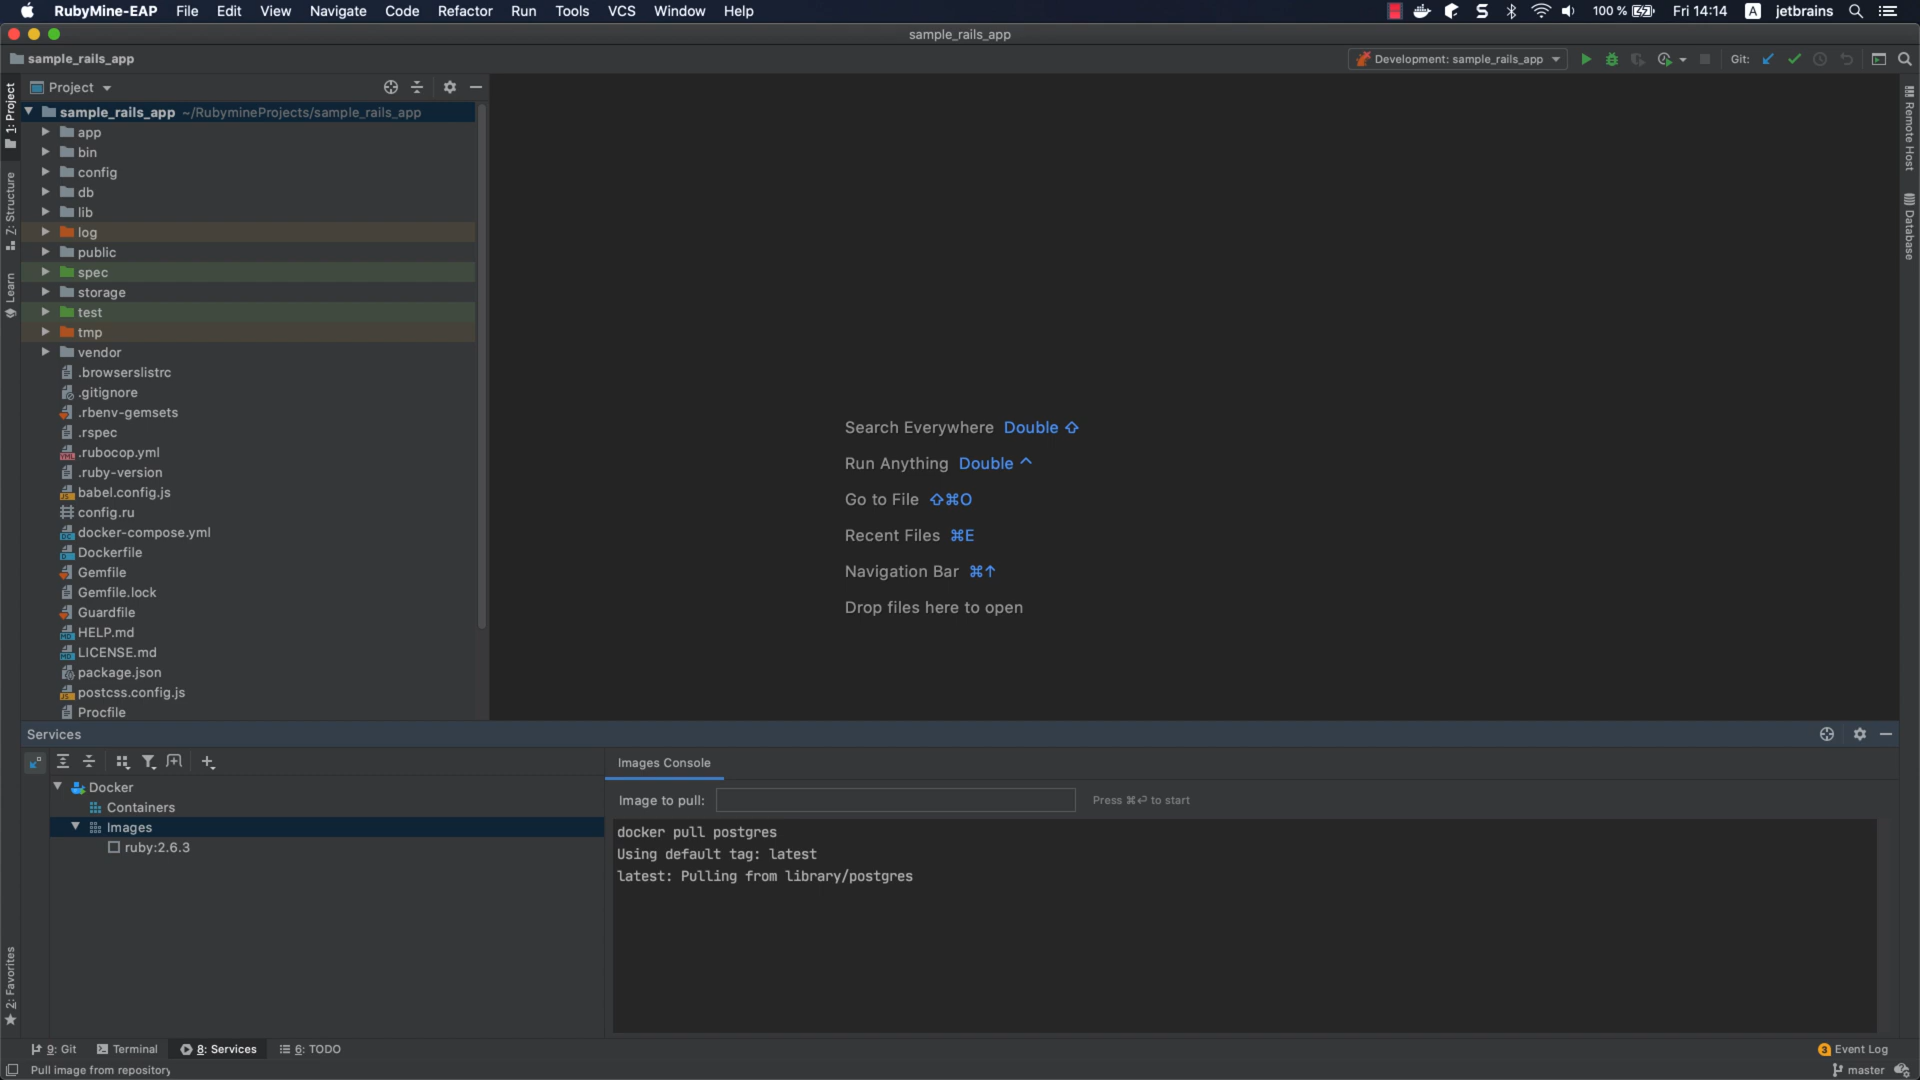 RubyMine-EAP File Edit View Navigate Code Refactor Run Tools VCS Window Help
100 % Fri 14:14 A jetbrains
sample_rails_app
sample_rails_app
Development: sample_rails_app
Git:
1: Project
Z: Structure
Learn
2: Favorites
Remote Host
Database
Project
sample_rails_app ~/RubymineProjects/sample_rails_app
app
bin
config
db
lib
log
public
spec
storage
test
tmp
vendor
.browserslistrc
.gitignore
.rbenv-gemsets
.rspec
.rubocop.yml
.ruby-version
babel.config.js
config.ru
docker-compose.yml
Dockerfile
Gemfile
Gemfile.lock
Guardfile
HELP.md
LICENSE.md
package.json
postcss.config.js
Procfile
Search Everywhere Double ⇧
Run Anything Double ^
Go to File ⇧⌘O
Recent Files ⌘E
Navigation Bar ⌘↑
Drop files here to open
Services
Docker
Containers
Images
ruby:2.6.3
Images Console
Image to pull:
Press ⌘⏎ to start
docker pull postgres
Using default tag: latest
latest: Pulling from library/postgres
9: Git Terminal 8: Services 6: TODO
3 Event Log
Pull image from repository
master